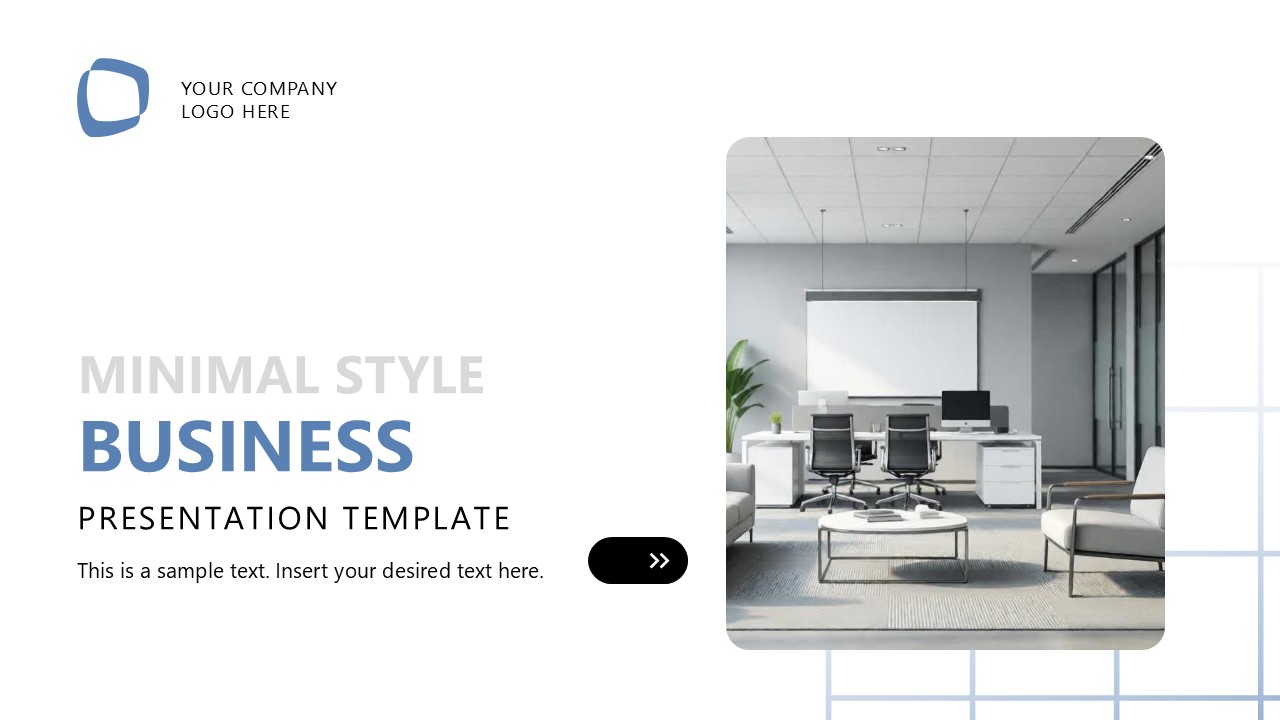 YOUR COMPANY
LOGO HERE
MINIMAL STYLE
BUSINESS
PRESENTATION TEMPLATE
This is a sample text. Insert your desired text here.